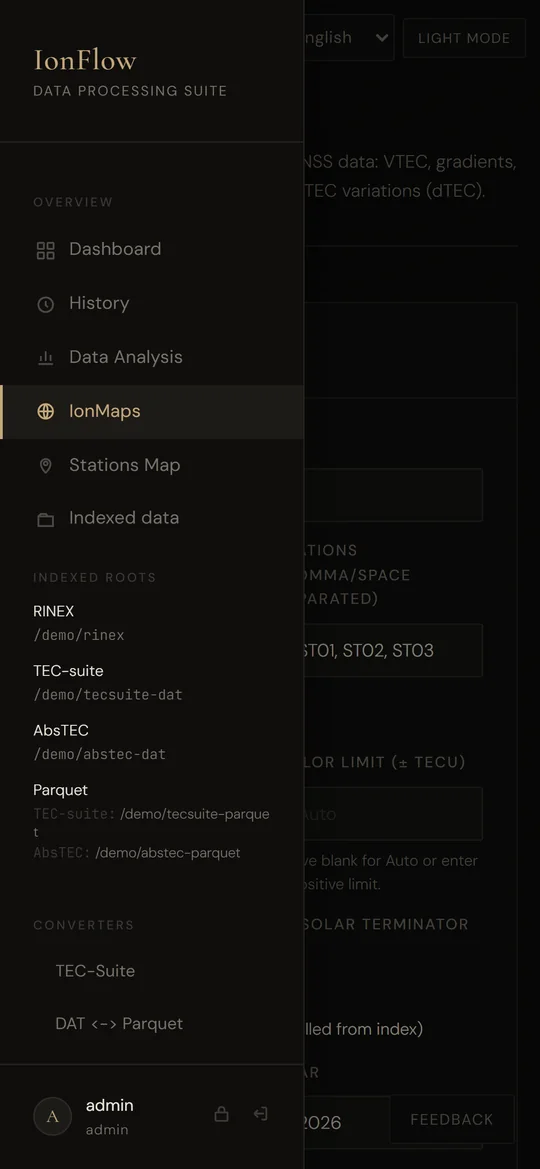 IonFlow
DATA PROCESSING SUITE
OVERVIEW
Dashboard
History
Data Analysis
IonMaps
Stations Map
Indexed data
INDEXED ROOTS
RINEX
/demo/rinex
TEC-suite
/demo/tecsuite-dat
AbsTEC
/demo/abstec-dat
Parquet
TEC-suite: /demo/tecsuite-parque
t
AbsTEC: /demo/abstec-parquet
CONVERTERS
TEC-Suite
DAT <-> Parquet
A
admin
admin
nglish
LIGHT MODE
NSS data: VTEC, gradients,
TEC variations (dTEC).
ATIONS
OMMA/SPACE
PARATED)
ST01, ST02, ST03
LOR LIMIT (± TECU)
Auto
ve blank for Auto or enter
ositive limit.
SOLAR TERMINATOR
lled from index)
AR
2026
FEEDBACK